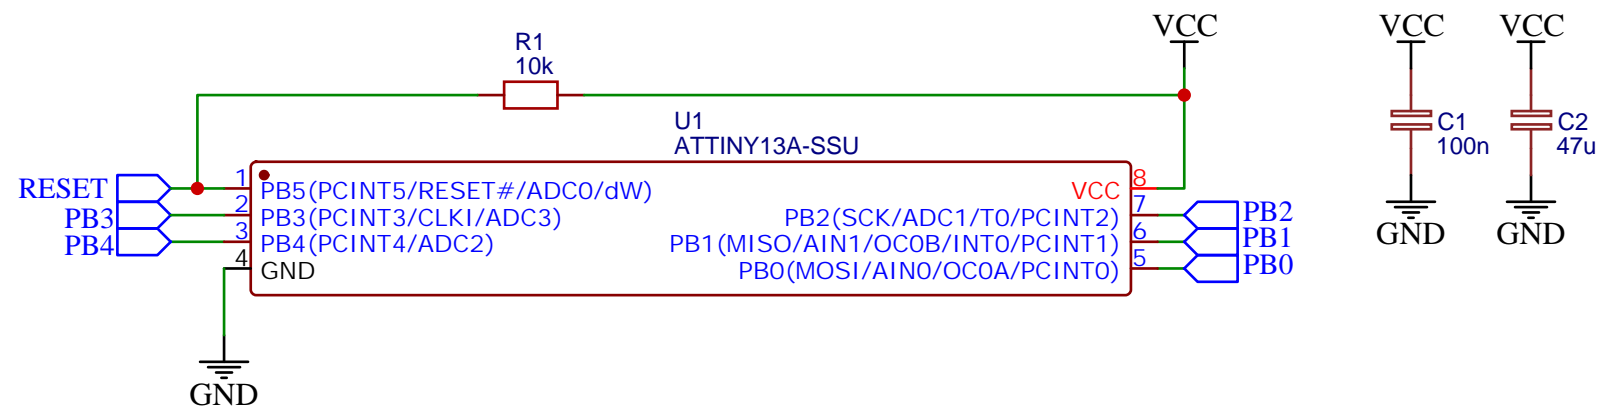 VCC
VCC
VCC
R1
10k
U1
ATTINY13A-SSU
C1
100n
C2
47u
RESET
1
PB5(PCINT5/RESET#/ADC0/dW)
VCC
8
PB3
2
PB3(PCINT3/CLKI/ADC3)
PB2(SCK/ADC1/T0/PCINT2)
7
PB2
PB4
3
PB4(PCINT4/ADC2)
PB1(MISO/AIN1/OC0B/INT0/PCINT1)
6
PB1
4
GND
PB0(MOSI/AIN0/OC0A/PCINT0)
5
PB0
GND
GND
GND